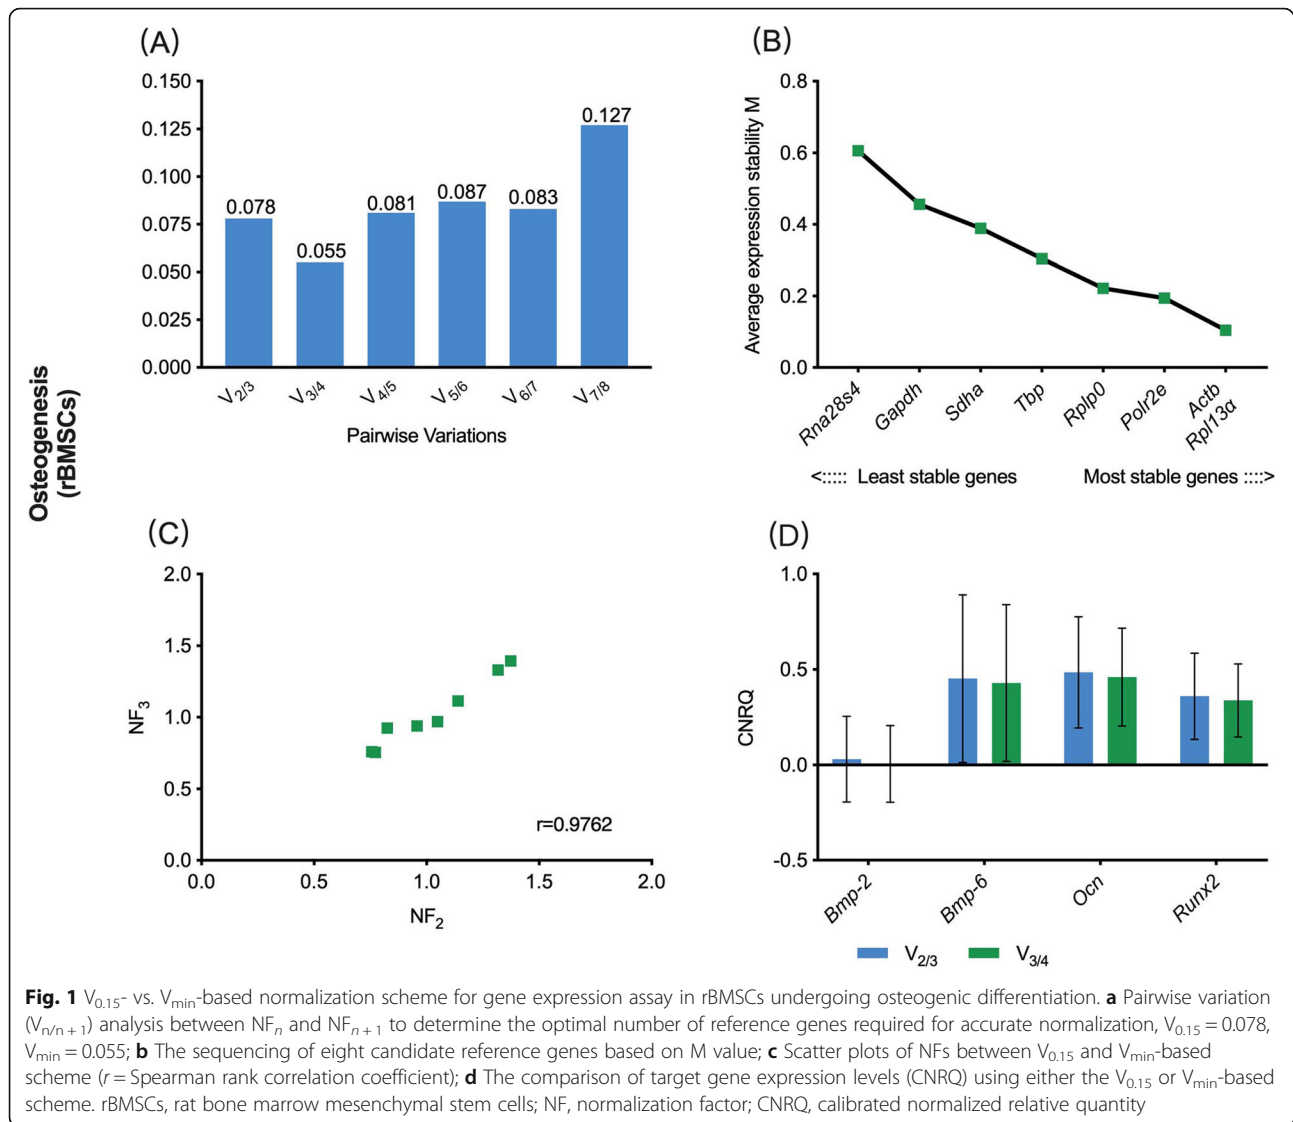 Osteogenesis
(rBMSCs)
(A)
0.150
0.125
0.100
0.075
0.050
0.025
0.000
0.078
0.055
0.081
0.087
0.083
0.127
V2/3
V3/4
V4/5
V5/6
V6/7
V7/8
Pairwise Variations
(B)
Average expression stability M
0.8
0.6
0.4
0.2
0.0
Rna28s4
Gapdh
Sdha
Tbp
Rplp0
Polr2e
Actb
Rpl13α
<::::: Least stable genes
Most stable genes ::::>
(C)
NF3
2.0
1.5
1.0
0.5
0.0
r=0.9762
0.0
0.5
1.0
1.5
2.0
NF2
(D)
CNRQ
1.0
0.5
0.0
-0.5
Bmp-2
Bmp-6
Ocn
Runx2
V2/3
V3/4
Fig. 1 V0.15- vs. Vmin-based normalization scheme for gene expression assay in rBMSCs undergoing osteogenic differentiation. a Pairwise variation
(Vn/n + 1) analysis between NFn and NFn + 1 to determine the optimal number of reference genes required for accurate normalization, V0.15 = 0.078,
Vmin = 0.055; b The sequencing of eight candidate reference genes based on M value; c Scatter plots of NFs between V0.15 and Vmin-based
scheme (r = Spearman rank correlation coefficient); d The comparison of target gene expression levels (CNRQ) using either the V0.15 or Vmin-based
scheme. rBMSCs, rat bone marrow mesenchymal stem cells; NF, normalization factor; CNRQ, calibrated normalized relative quantity